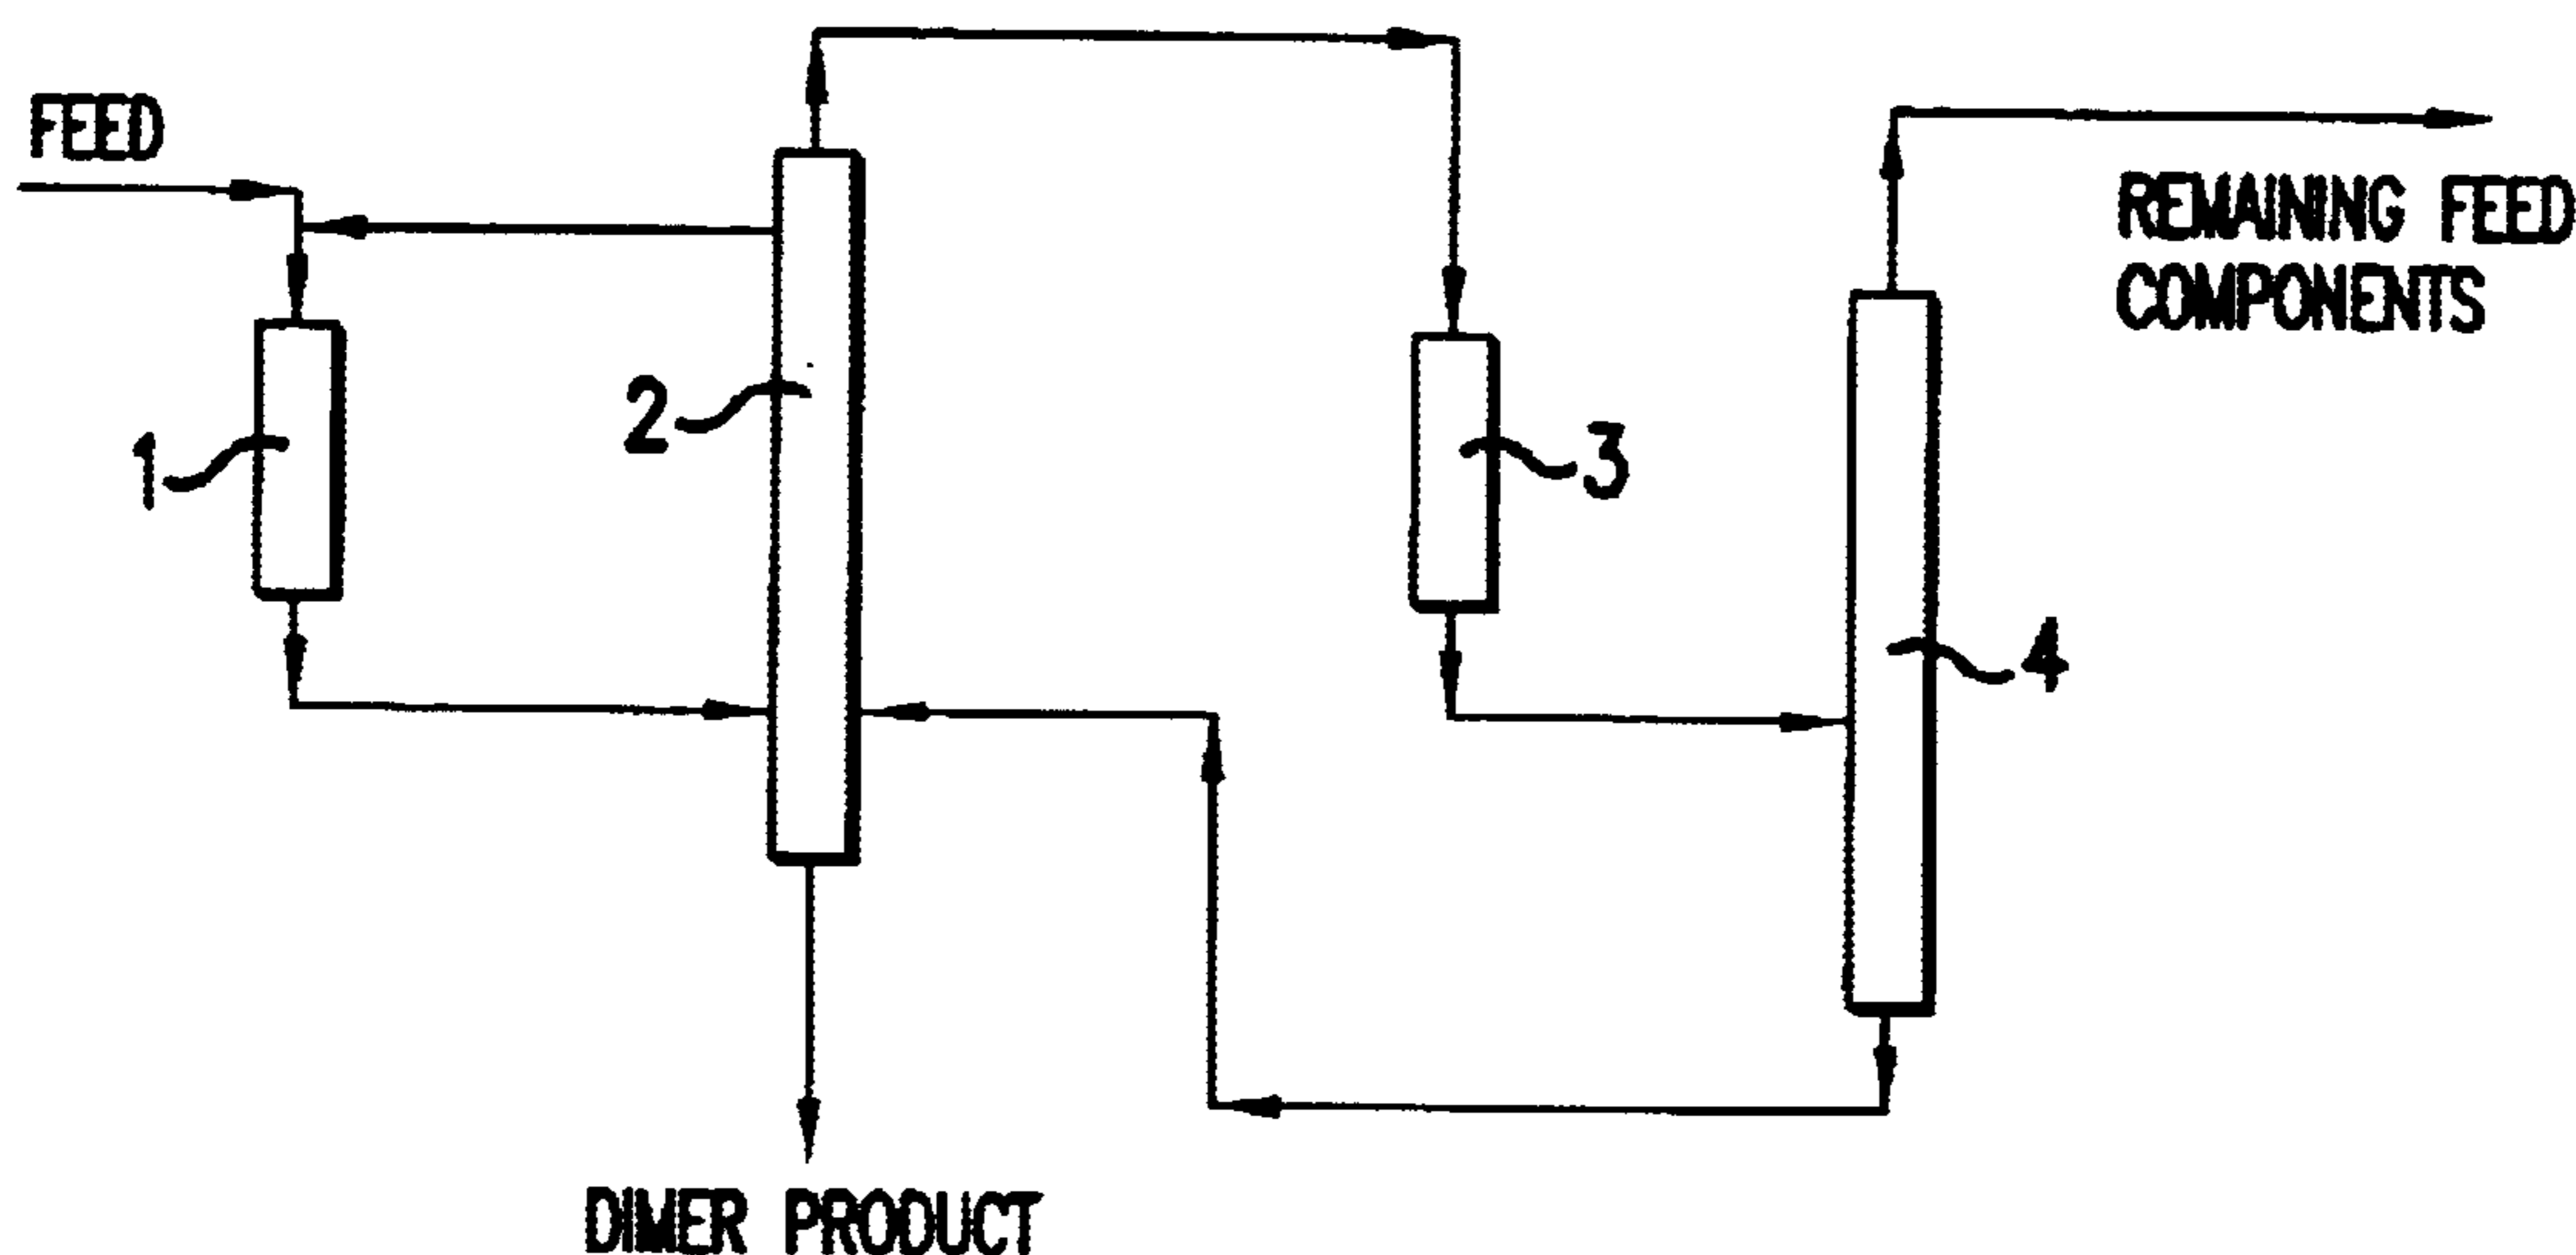 FEED
REMAINING FEED
COMPONENTS
1
2
3
4
DIMER PRODUCT